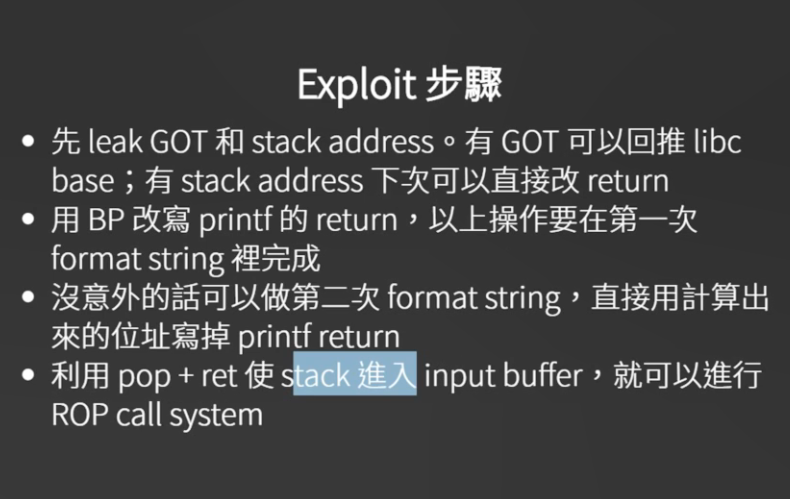 Exploit 步驟
• 先 leak GOT 和 stack address。有 GOT 可以回推 libc
base；有 stack address 下次可以直接改 return
• 用 BP 改寫 printf 的 return，以上操作要在第一次
format string 裡完成
• 沒意外的話可以做第二次 format string，直接用計算出
來的位址寫掉 printf return
• 利用 pop + ret 使 stack 進入 input buffer，就可以進行
ROP call system